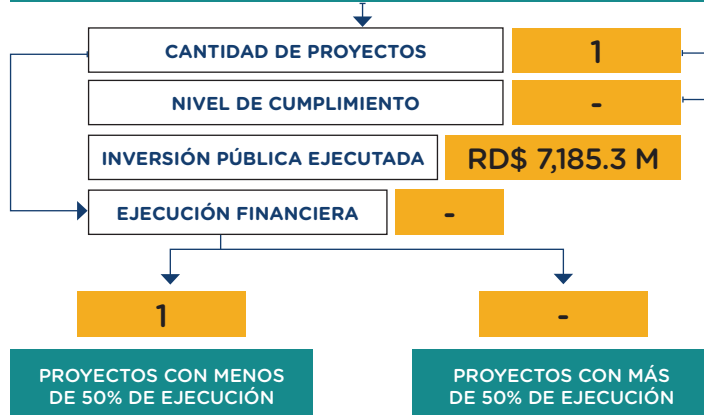 CANTIDAD DE PROYECTOS 1
NIVEL DE CUMPLIMIENTO -
INVERSIÓN PÚBLICA EJECUTADA RD$ 7,185.3 M
EJECUCIÓN FINANCIERA -
1
-
PROYECTOS CON MENOS
DE 50% DE EJECUCIÓN
PROYECTOS CON MÁS
DE 50% DE EJECUCIÓN